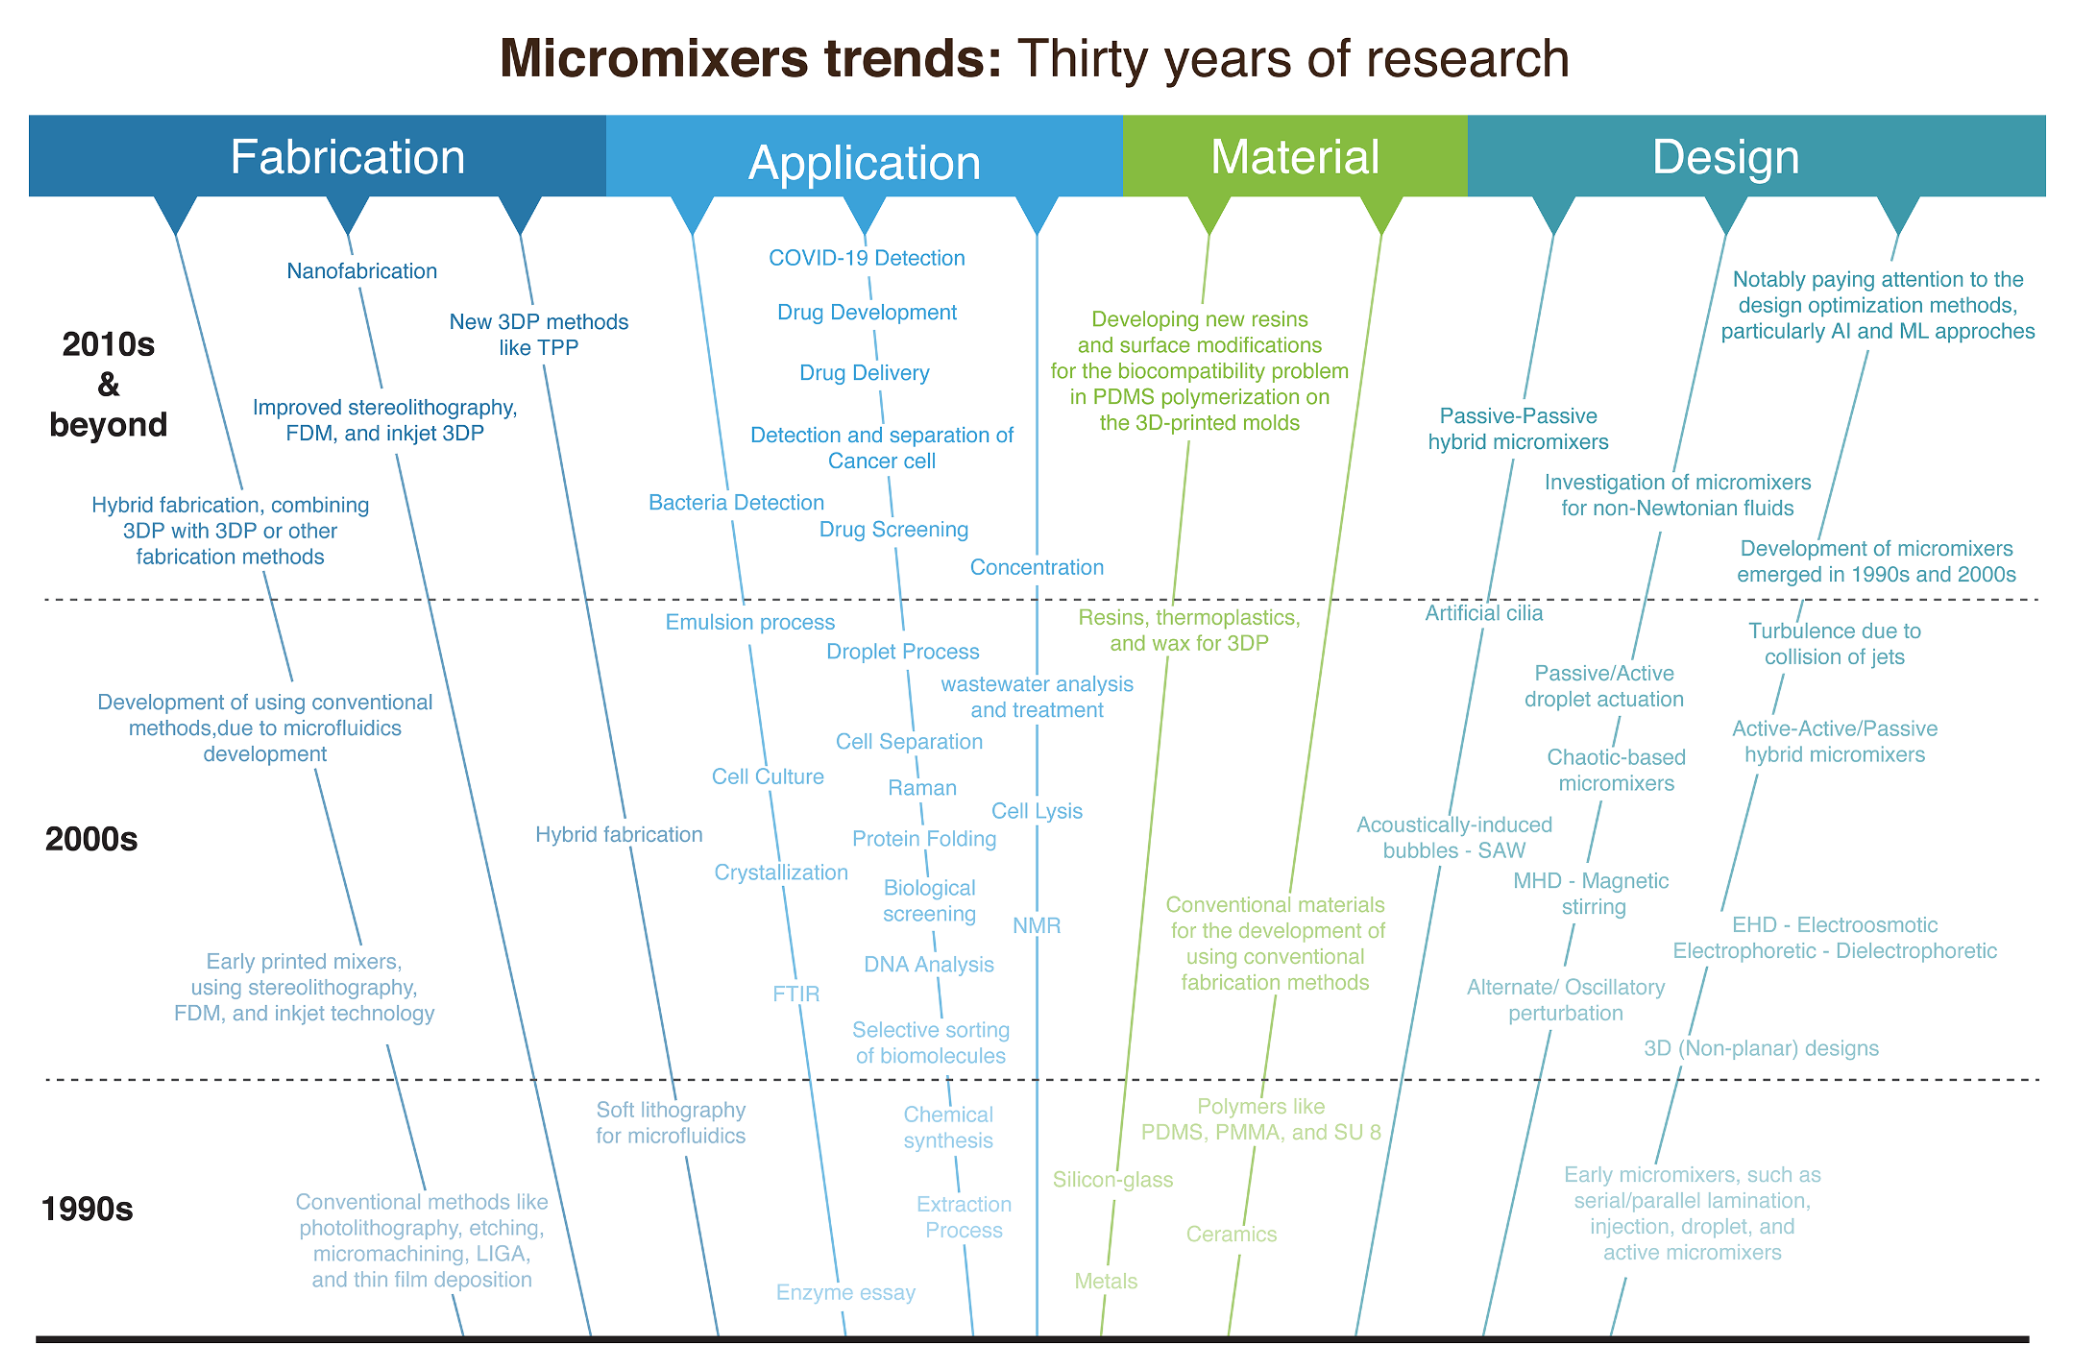 Micromixers trends: Thirty years of research
Fabrication
Application
Material
Design
2010s
&
beyond
Nanofabrication
New 3DP methods
like TPP
Improved stereolithography,
FDM, and inkjet 3DP
Hybrid fabrication, combining
3DP with 3DP or other
fabrication methods
COVID-19 Detection
Drug Development
Drug Delivery
Detection and separation of
Cancer cell
Bacteria Detection
Drug Screening
Concentration
Developing new resins
and surface modifications
for the biocompatibility problem
in PDMS polymerization on
the 3D-printed molds
Notably paying attention to the
design optimization methods,
particularly AI and ML approches
Passive-Passive
hybrid micromixers
Investigation of micromixers
for non-Newtonian fluids
Development of micromixers
emerged in 1990s and 2000s
2000s
Development of using conventional
methods,due to microfluidics
development
Hybrid fabrication
Early printed mixers,
using stereolithography,
FDM, and inkjet technology
Emulsion process
Droplet Process
wastewater analysis
and treatment
Cell Separation
Cell Culture
Raman
Cell Lysis
Protein Folding
Crystallization
Biological
screening
NMR
DNA Analysis
FTIR
Selective sorting
of biomolecules
Resins, thermoplastics,
and wax for 3DP
Conventional materials
for the development of
using conventional
fabrication methods
Artificial cilia
Turbulence due to
collision of jets
Passive/Active
droplet actuation
Active-Active/Passive
hybrid micromixers
Chaotic-based
micromixers
Acoustically-induced
bubbles - SAW
MHD - Magnetic
stirring
EHD - Electroosmotic
Electrophoretic - Dielectrophoretic
Alternate/ Oscillatory
perturbation
3D (Non-planar) designs
1990s
Soft lithography
for microfluidics
Conventional methods like
photolithography, etching,
micromachining, LIGA,
and thin film deposition
Chemical
synthesis
Extraction
Process
Enzyme essay
Polymers like
PDMS, PMMA, and SU 8
Silicon-glass
Ceramics
Metals
Early micromixers, such as
serial/parallel lamination,
injection, droplet, and
active micromixers